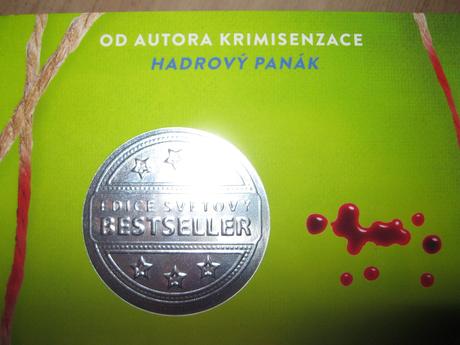 OD AUTORA KRIMISENZACE
HADROVÝ PANÁK
EDICE SVĚTOVÝ
BESTSELLER